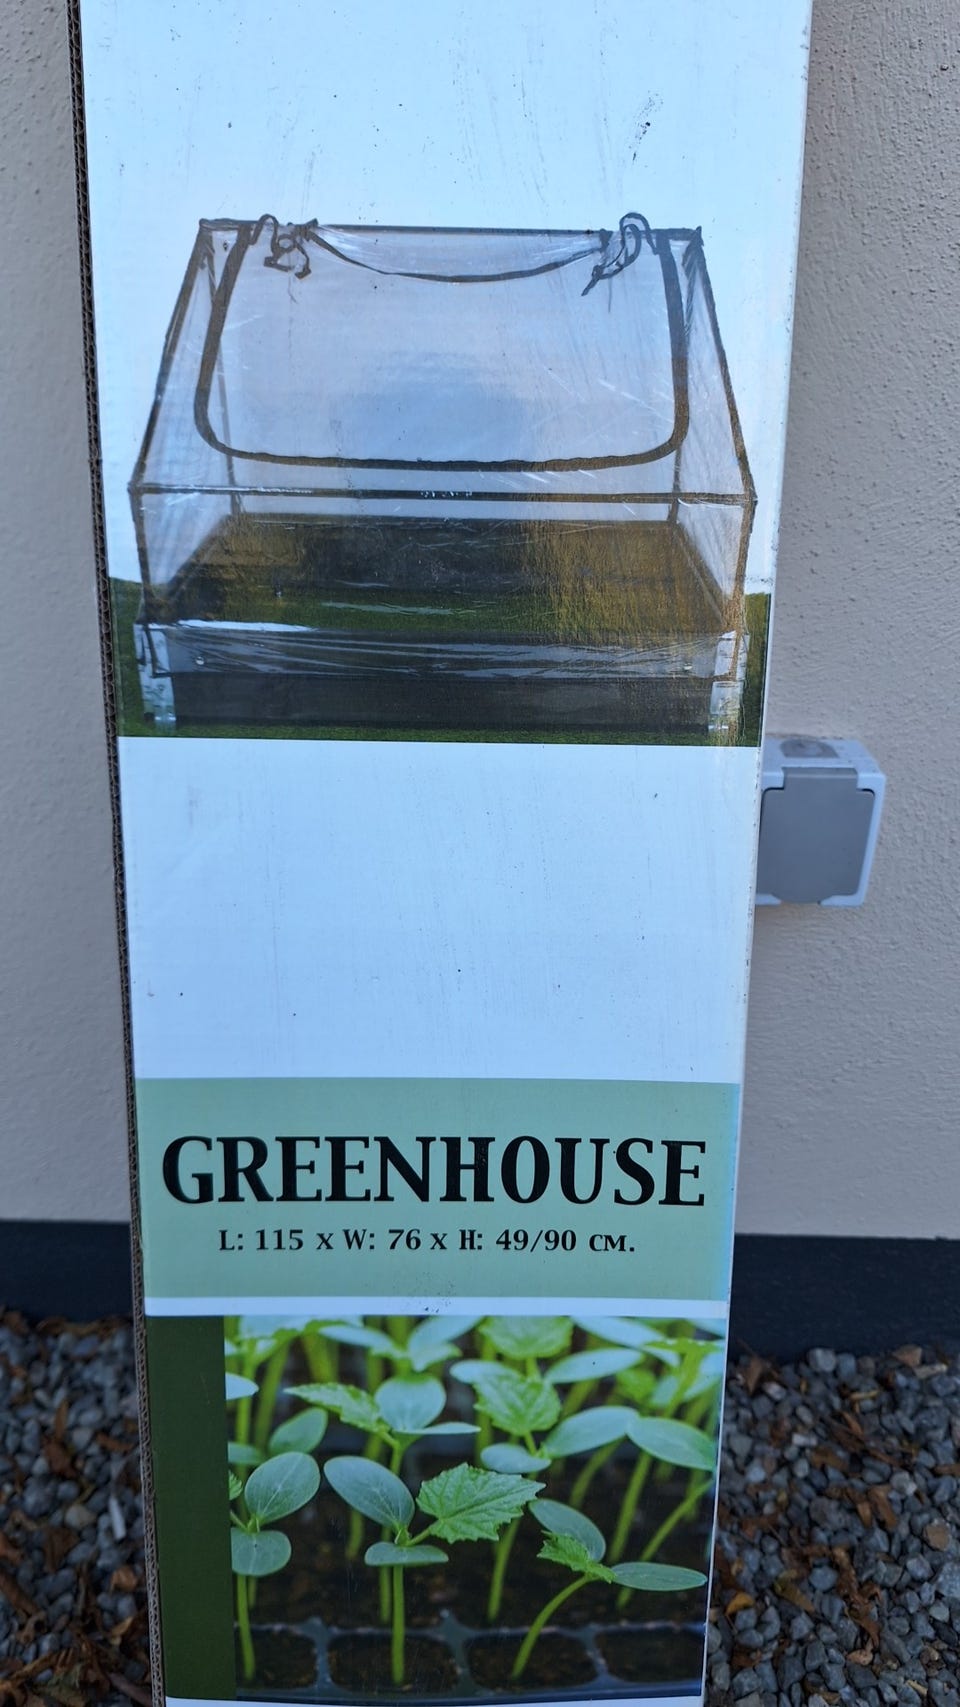 GREENHOUSE
L: 115 x W: 76 x H: 49/90 CM.